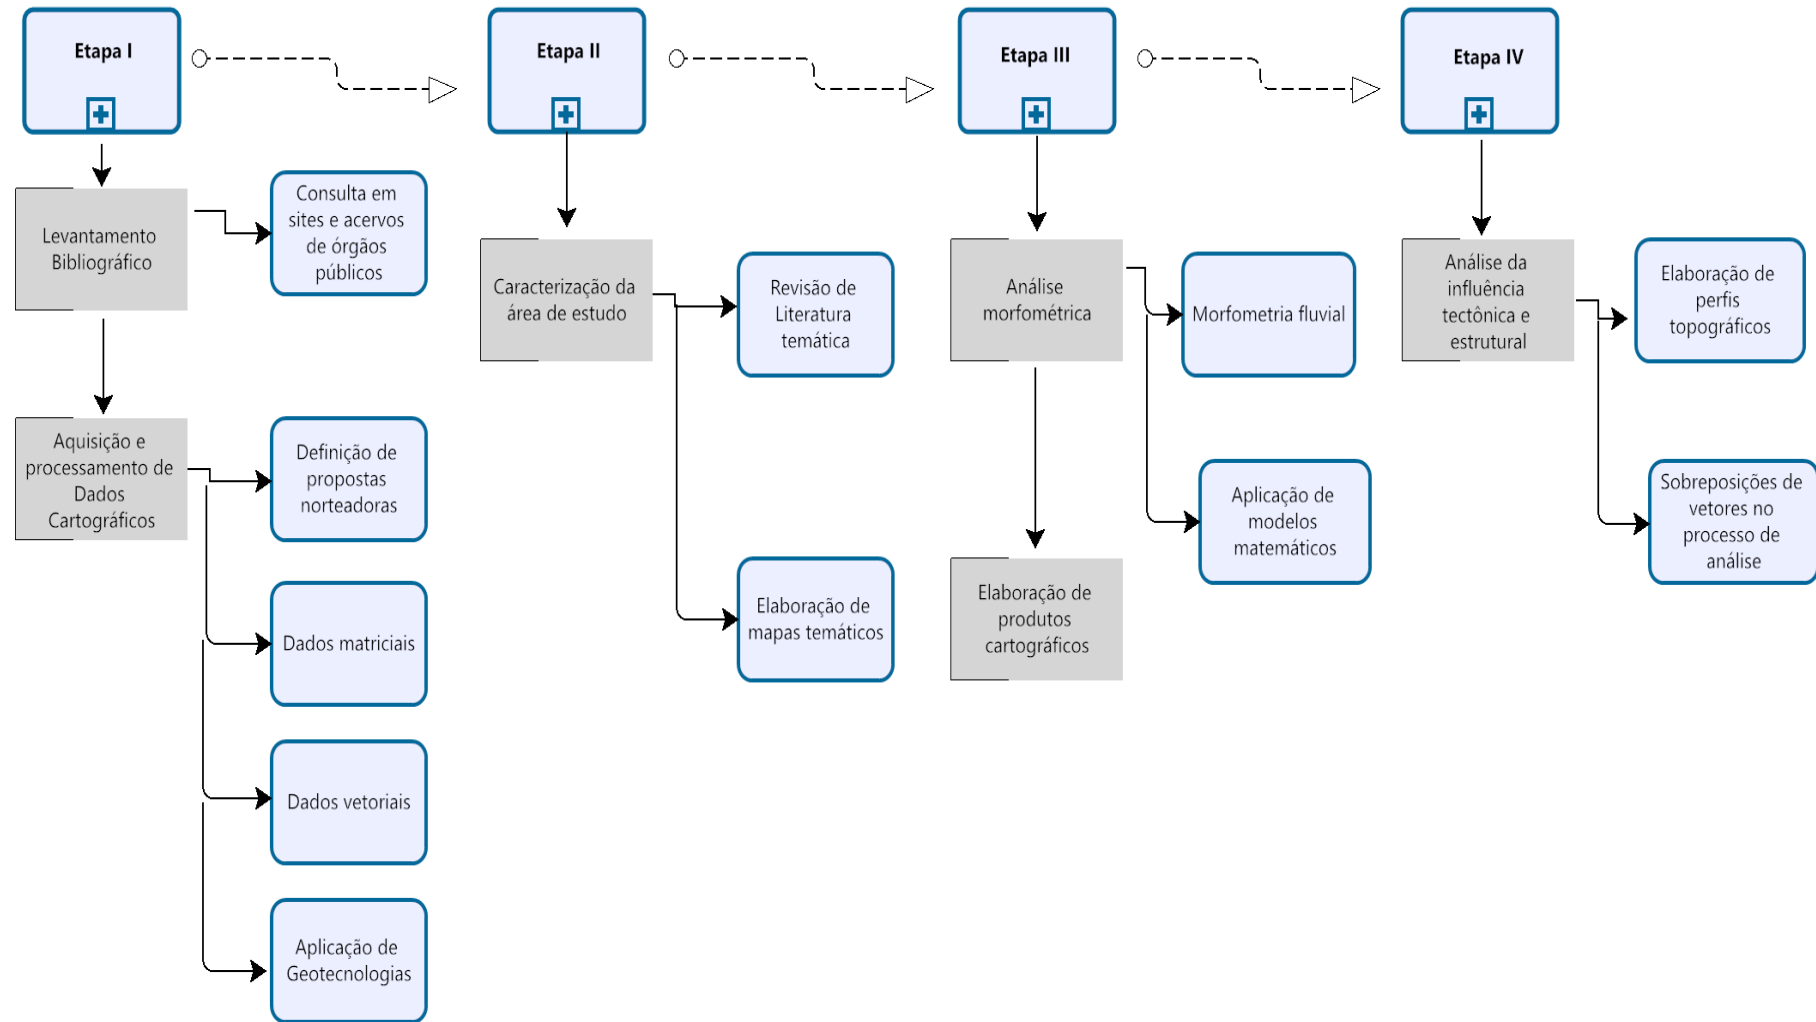 Etapa I
Etapa II
Etapa III
Etapa IV
Levantamento
Bibliográfico
Consulta em
sites e acervos
de órgãos
públicos
Aquisição e
processamento de
Dados
Cartográficos
Definição de
propostas
norteadoras
Dados matriciais
Dados vetoriais
Aplicação de
Geotecnologias
Caracterização da
área de estudo
Revisão de
Literatura
temática
Elaboração de
mapas temáticos
Análise
morfométrica
Morfometria fluvial
Aplicação de
modelos
matemáticos
Elaboração de
produtos
cartográficos
Análise da
influência
tectônica e
estrutural
Elaboração de
perfis
topográficos
Sobreposições de
vetores no
processo de
análise